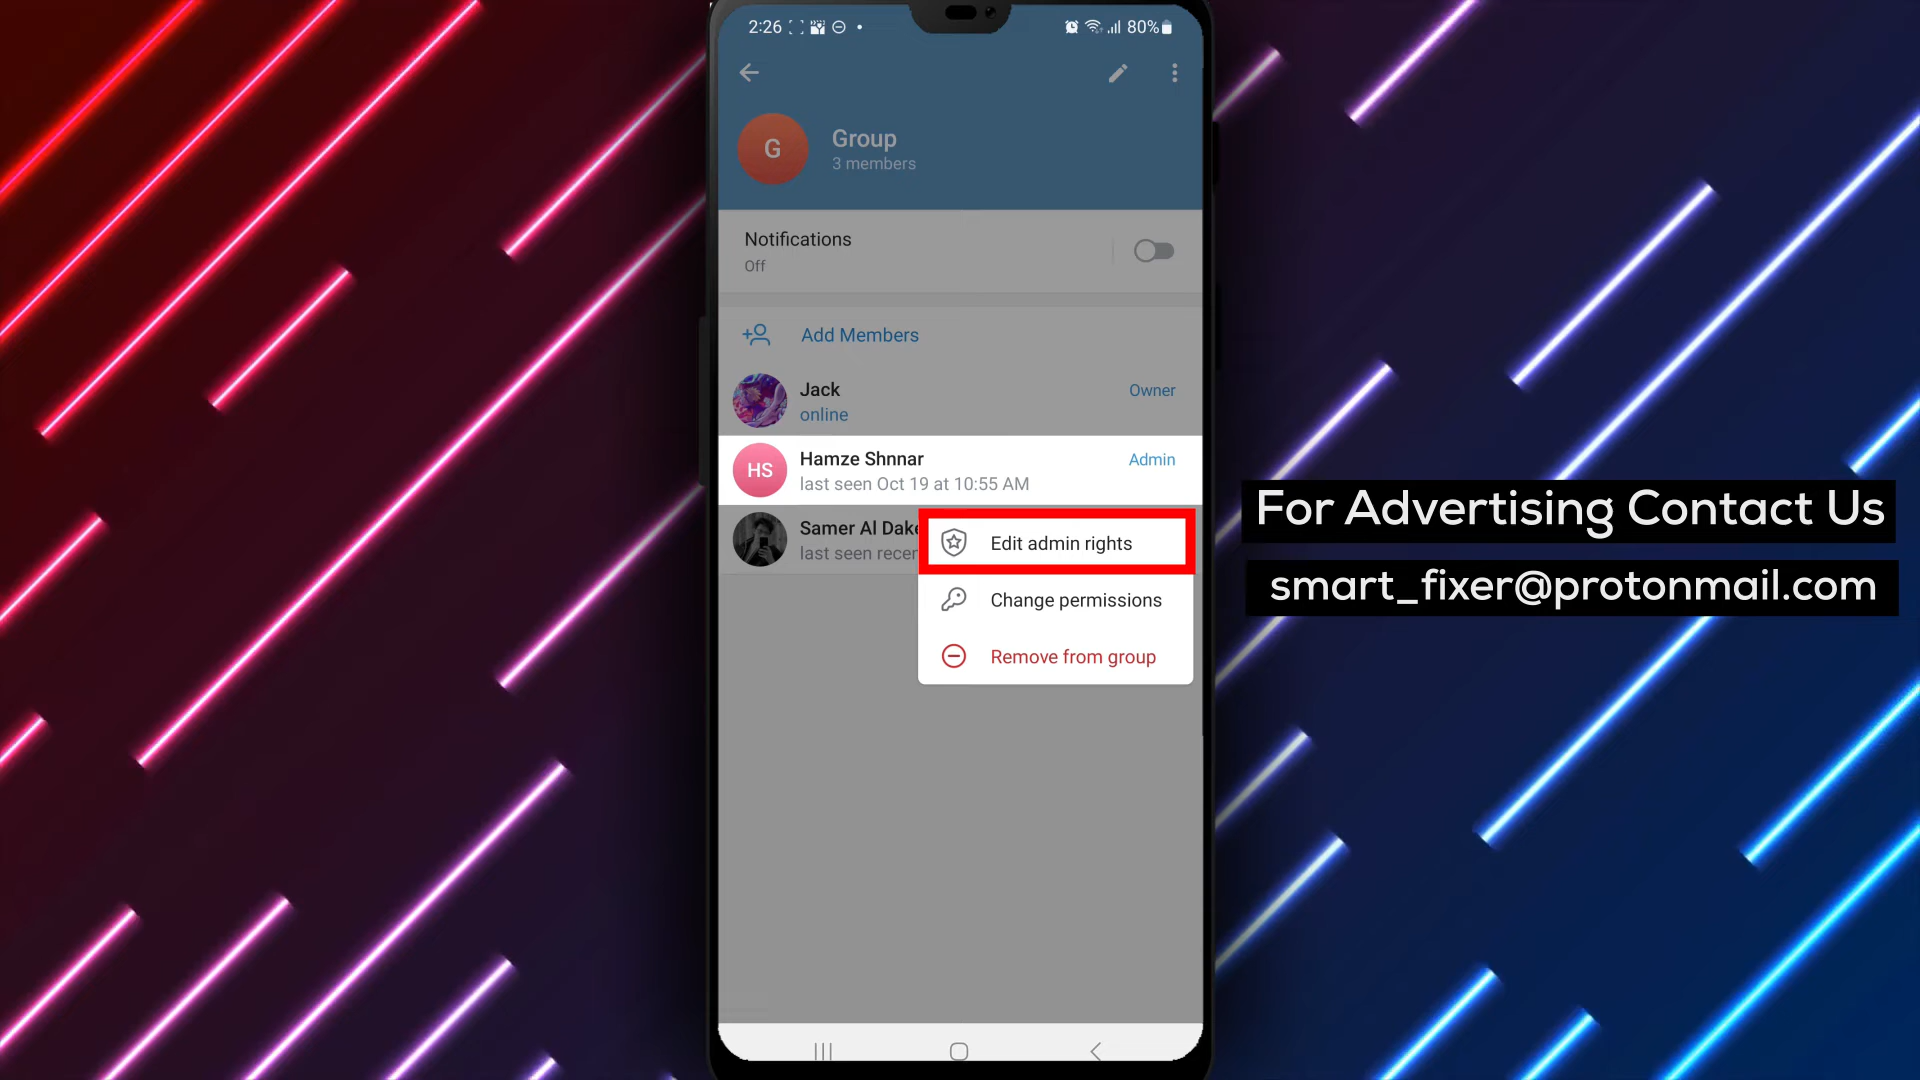 2:26
80%
G
Group
3 members
Notifications
Off
Add Members
Jack
Owner
online
HS
Hamze Shnnar
Admin
last seen Oct 19 at 10:55 AM
Samer Al Dake
last seen recen
Edit admin rights
Change permissions
Remove from group
For Advertising Contact Us
smart_fixer@protonmail.com